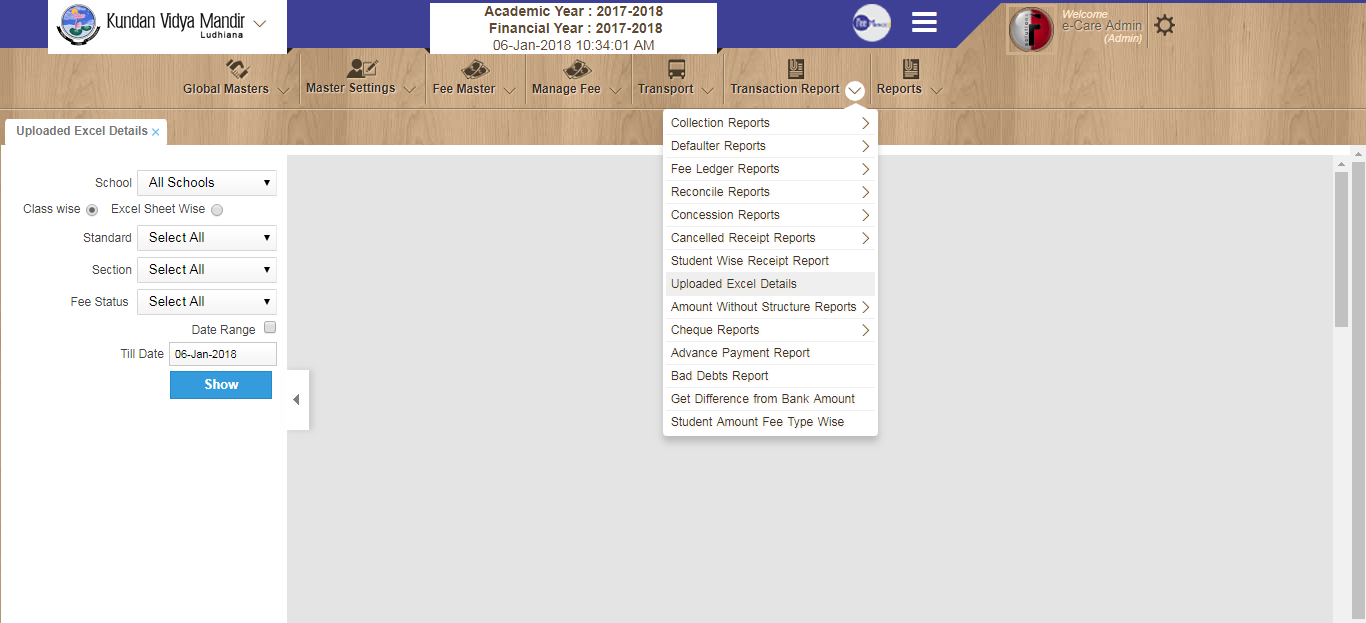 Kundan Vidya Mandir
Ludhiana
Academic Year : 2017-2018
Financial Year : 2017-2018
06-Jan-2018 10:34:01 AM
Welcome
e-Care Admin
(Admin)
Global Masters
Master Settings
Fee Master
Manage Fee
Transport
Transaction Report
Reports
Uploaded Excel Details ×
School
All Schools
Class wise
Excel Sheet Wise
Standard
Select All
Section
Select All
Fee Status
Select All
Date Range
Till Date
06-Jan-2018
Show
Collection Reports
Defaulter Reports
Fee Ledger Reports
Reconcile Reports
Concession Reports
Cancelled Receipt Reports
Student Wise Receipt Report
Uploaded Excel Details
Amount Without Structure Reports
Cheque Reports
Advance Payment Report
Bad Debts Report
Get Difference from Bank Amount
Student Amount Fee Type Wise